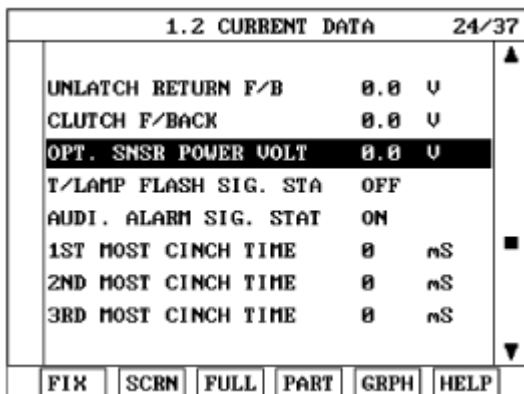 1.2 CURRENT DATA 24/37
UNLATCH RETURN F/B 0.0 V
CLUTCH F/BACK 0.0 V
OPT. SNSR POWER VOLT 0.0 V
T/LAMP FLASH SIG. STA OFF
AUDI. ALARM SIG. STAT ON
1ST MOST CINCH TIME 0 mS
2ND MOST CINCH TIME 0 mS
3RD MOST CINCH TIME 0 mS
FIX SCRN FULL PART GRPH HELP